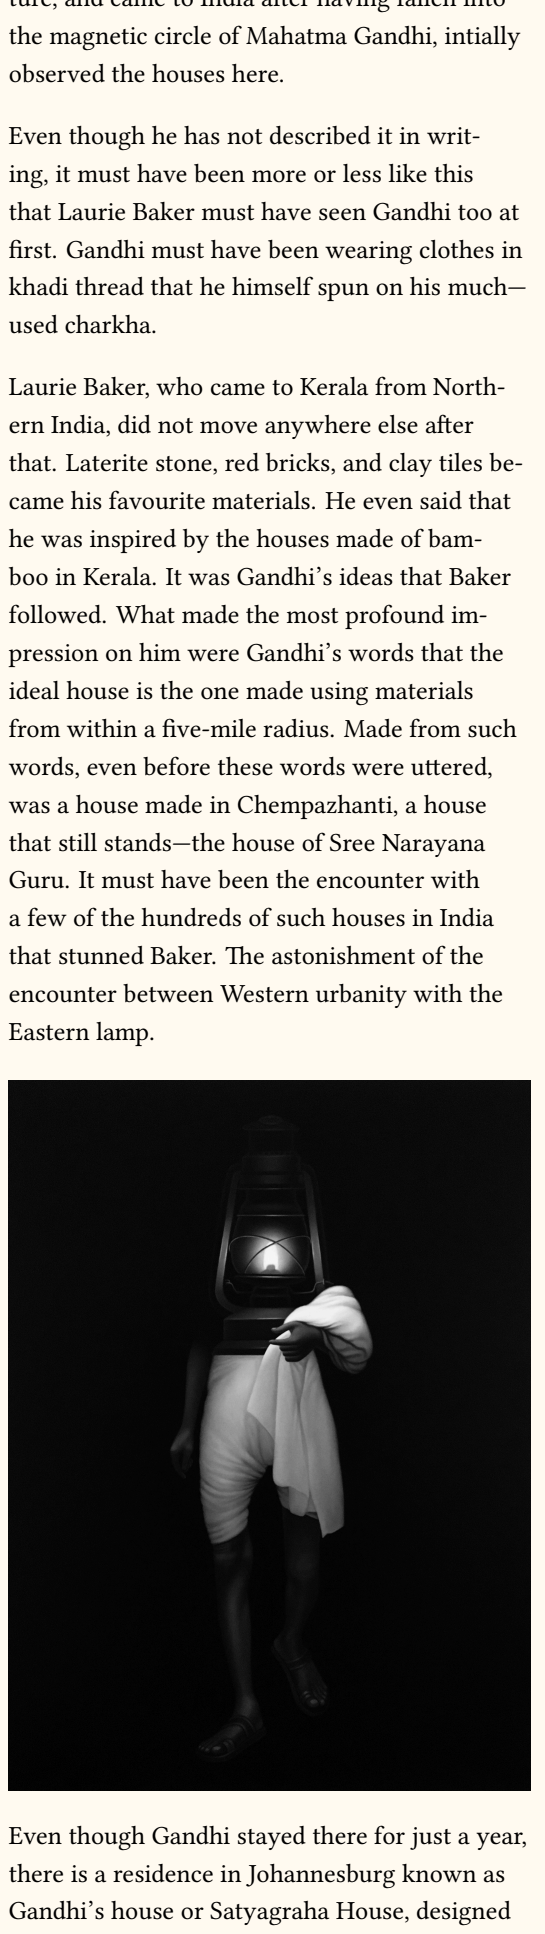 ture, and came to India after having fallen into
the magnetic circle of Mahatma Gandhi, intially
observed the houses here.
Even though he has not described it in writ-
ing, it must have been more or less like this
that Laurie Baker must have seen Gandhi too at
first. Gandhi must have been wearing clothes in
khadi thread that he himself spun on his much—
used charkha.
Laurie Baker, who came to Kerala from North-
ern India, did not move anywhere else after
that. Laterite stone, red bricks, and clay tiles be-
came his favourite materials. He even said that
he was inspired by the houses made of bam-
boo in Kerala. It was Gandhi’s ideas that Baker
followed. What made the most profound im-
pression on him were Gandhi’s words that the
ideal house is the one made using materials
from within a five-mile radius. Made from such
words, even before these words were uttered,
was a house made in Chempazhanti, a house
that still stands—the house of Sree Narayana
Guru. It must have been the encounter with
a few of the hundreds of such houses in India
that stunned Baker. The astonishment of the
encounter between Western urbanity with the
Eastern lamp.
Even though Gandhi stayed there for just a year,
there is a residence in Johannesburg known as
Gandhi’s house or Satyagraha House, designed